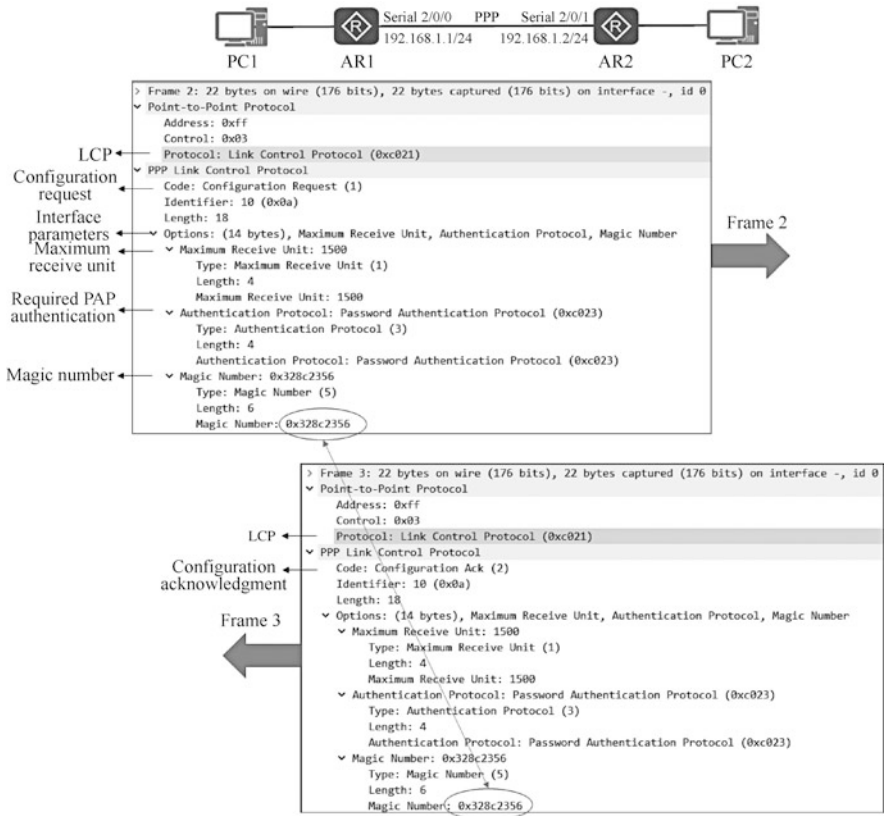 Serial 2/0/0 PPP Serial 2/0/1
R R
192.168.1.1/24 192.168.1.2/24
PC1 AR1 AR2 PC2
> Frame 2: 22 bytes on wire (176 bits), 22 bytes captured (176 bits) on interface -, id 0
Point-to-Point Protocol
Address: 0xff
Control: 0x03
LCP
Protocol: Link Control Protocol (0xc021)
PPP Link Control Protocol
Configuration
request
Code: Configuration Request (1)
Identifier: 10 (0x0a)
Length: 18
Interface
parameters
Options: (14 bytes), Maximum Receive Unit, Authentication Protocol, Magic Number
Maximum
receive unit
Maximum Receive Unit: 1500
Type: Maximum Receive Unit (1)
Length: 4
Maximum Receive Unit: 1500
Required PAP
authentication
Authentication Protocol: Password Authentication Protocol (0xc023)
Type: Authentication Protocol (3)
Length: 4
Authentication Protocol: Password Authentication Protocol (0xc023)
Magic number
Magic Number: 0x328c2356
Type: Magic Number (5)
Length: 6
Magic Number: 0x328c2356
Frame 2
> Frame 3: 22 bytes on wire (176 bits), 22 bytes captured (176 bits) on interface -, id 0
Point-to-Point Protocol
Address: 0xff
Control: 0x03
LCP
Protocol: Link Control Protocol (0xc021)
PPP Link Control Protocol
Configuration
acknowledgment
Code: Configuration Ack (2)
Identifier: 10 (0x0a)
Length: 18
Frame 3
Options: (14 bytes), Maximum Receive Unit, Authentication Protocol, Magic Number
Maximum Receive Unit: 1500
Type: Maximum Receive Unit (1)
Length: 4
Maximum Receive Unit: 1500
Authentication Protocol: Password Authentication Protocol (0xc023)
Type: Authentication Protocol (3)
Length: 4
Authentication Protocol: Password Authentication Protocol (0xc023)
Magic Number: 0x328c2356
Type: Magic Number (5)
Length: 6
Magic Number: 0x328c2356